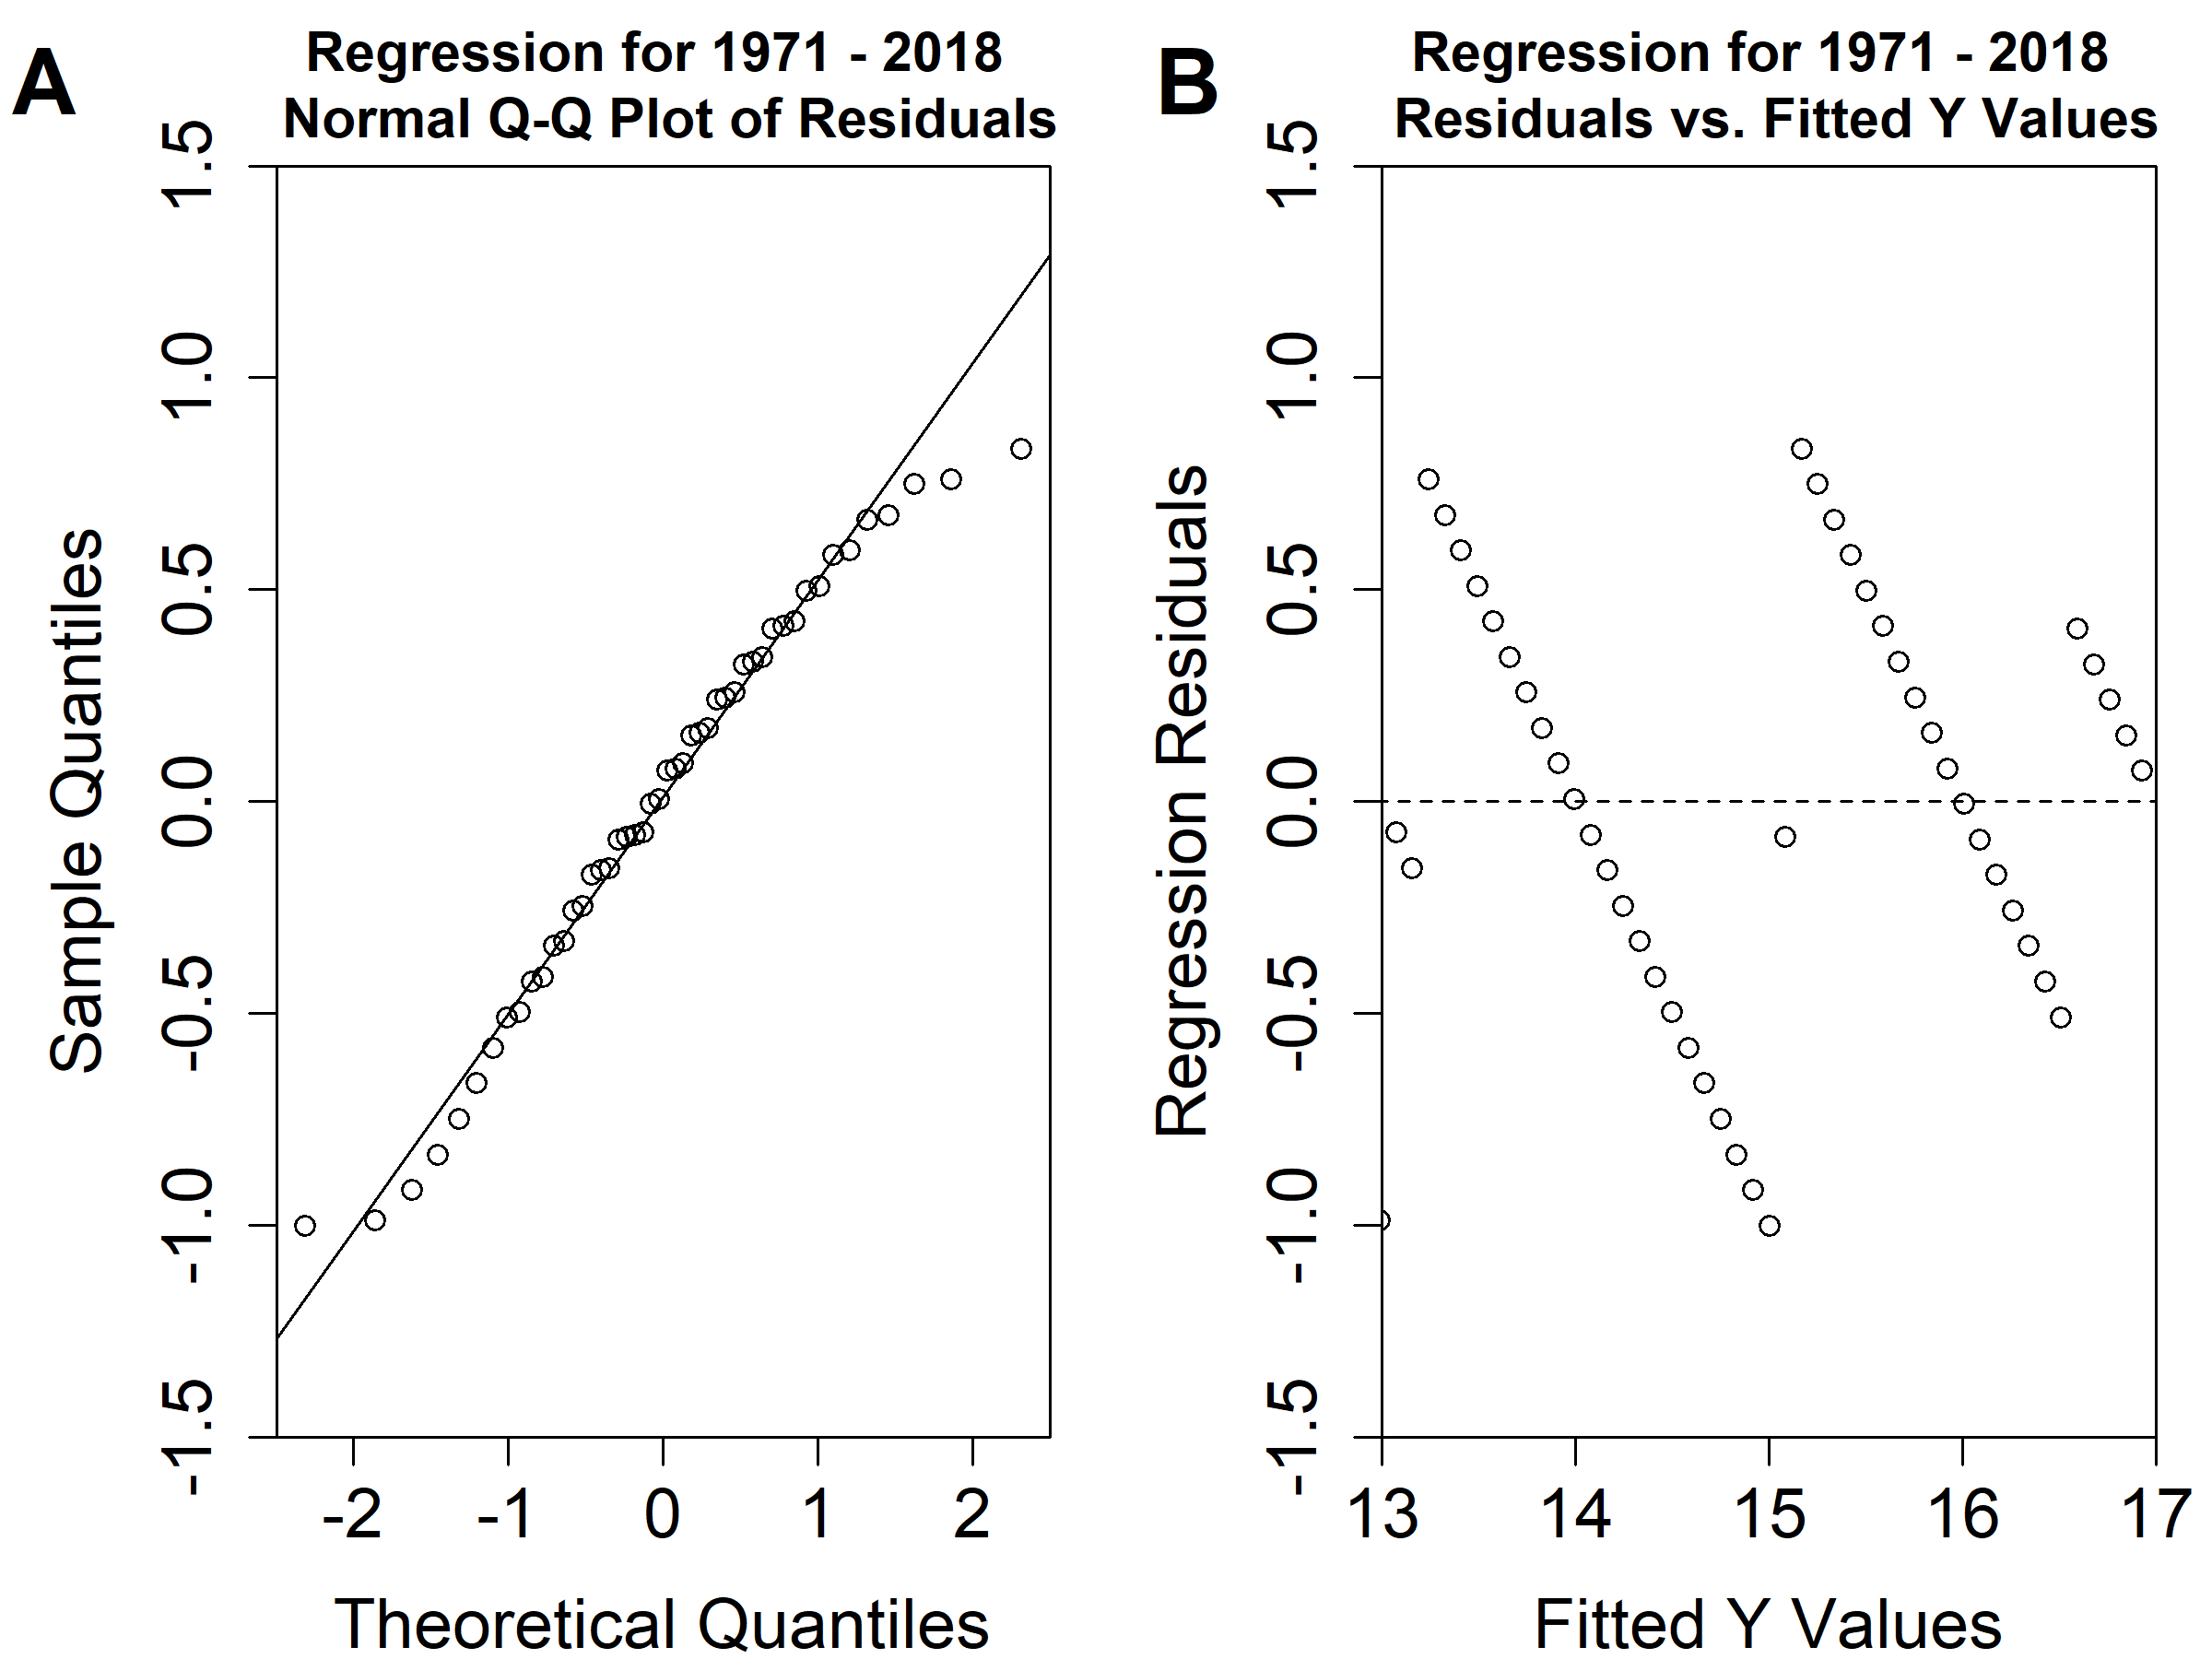 A
Regression for 1971 - 2018
Normal Q-Q Plot of Residuals
Sample Quantiles
1.5
1.0
0.5
0.0
-0.5
-1.0
-1.5
-2 -1 0 1 2
Theoretical Quantiles
B
Regression for 1971 - 2018
Residuals vs. Fitted Y Values
Regression Residuals
1.5
1.0
0.5
0.0
-0.5
-1.0
-1.5
13 14 15 16 17
Fitted Y Values